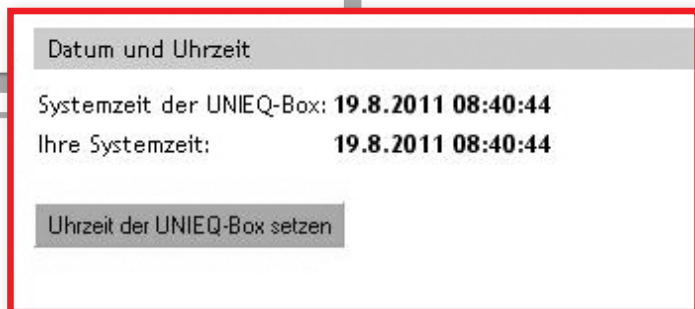 Datum und Uhrzeit
Systemzeit der UNIEQ-Box: 19.8.2011 08:40:44
Ihre Systemzeit: 19.8.2011 08:40:44
Uhrzeit der UNIEQ-Box setzen